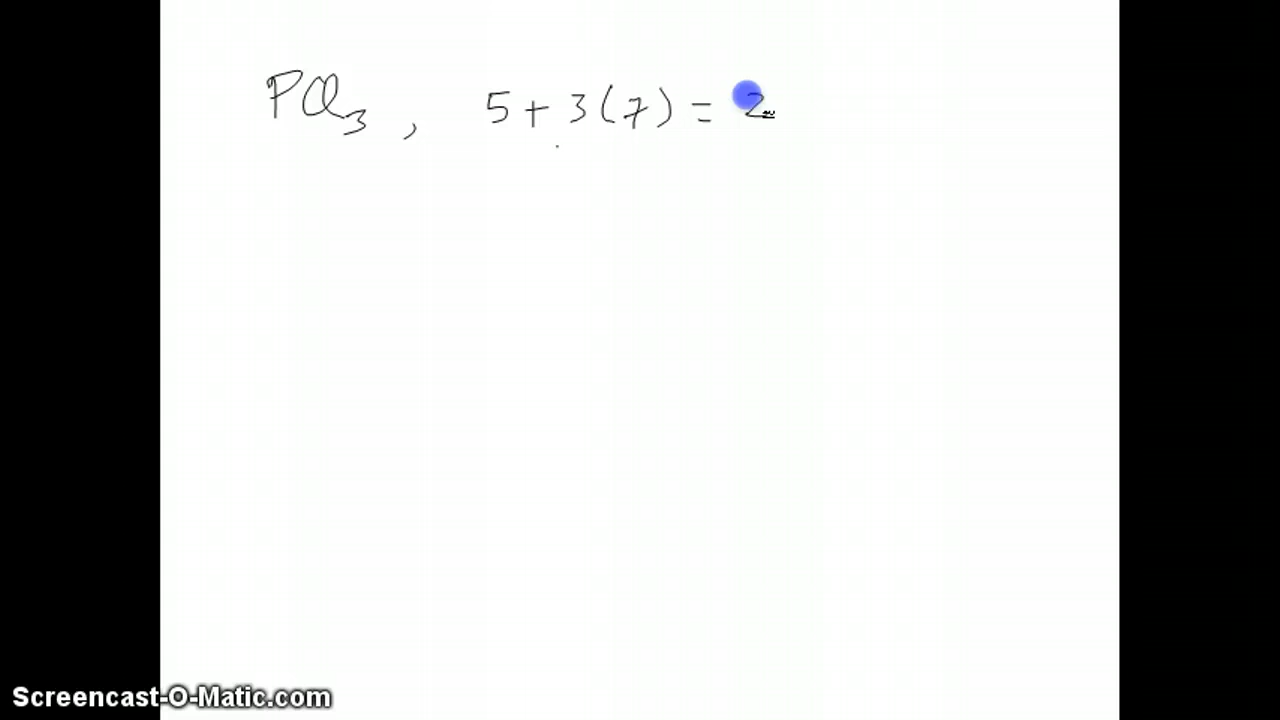 PCl₃, 5 + 3(7) = 2
Screencast-O-Matic.com